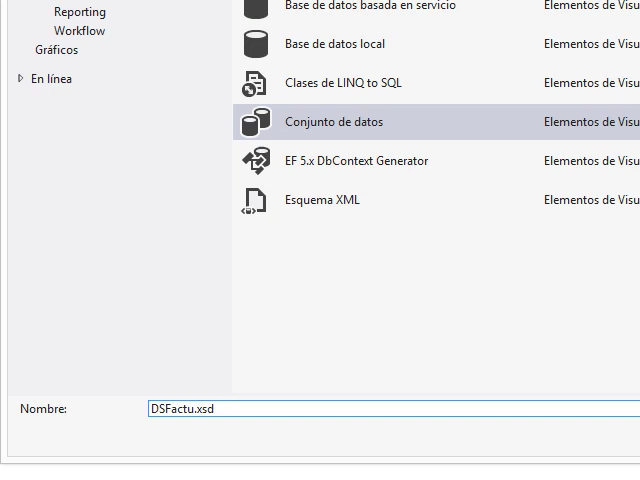 Reporting
Workflow
Gráficos
En línea
Base de datos basada en servicio Elementos de Visu
Base de datos local Elementos de Visu
Clases de LINQ to SQL Elementos de Visu
Conjunto de datos Elementos de Visu
EF 5.x DbContext Generator Elementos de Visu
Esquema XML Elementos de Visu
Nombre: DSFactu.xsd